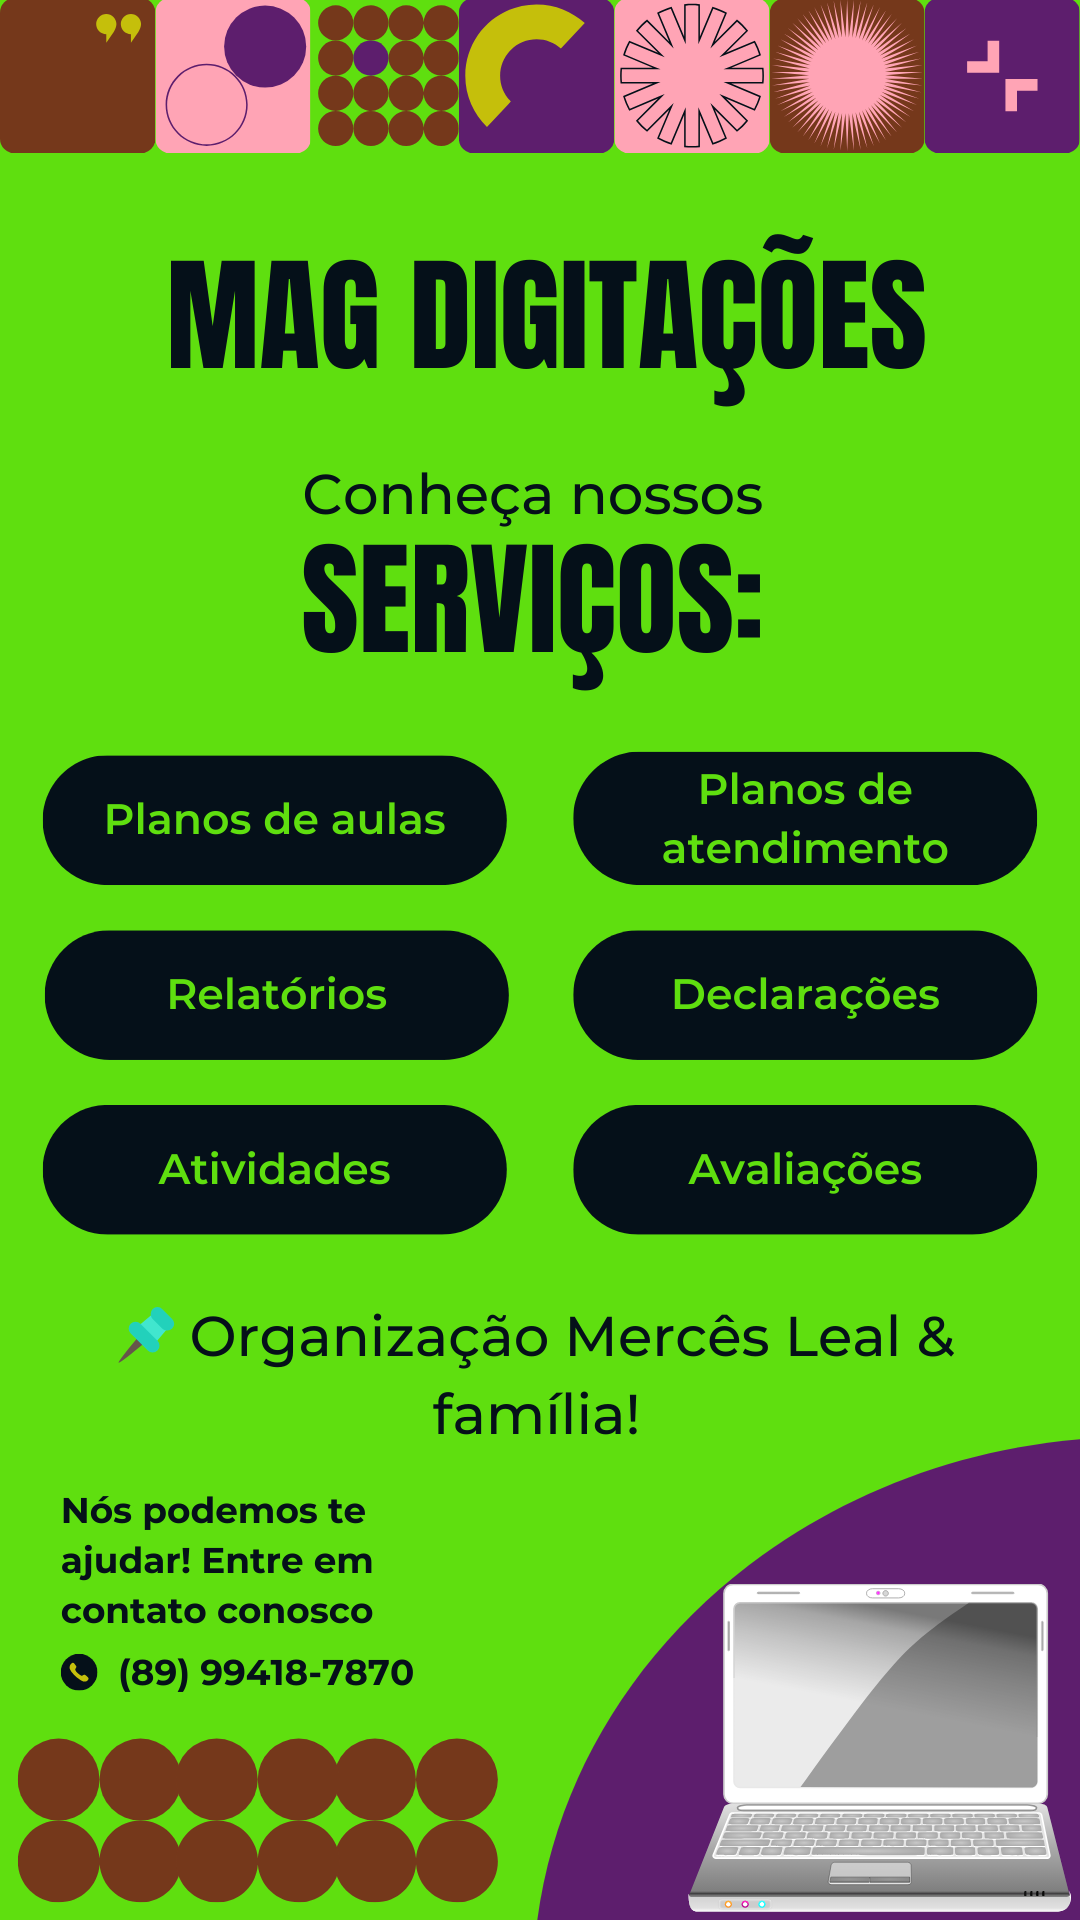 MAG DIGITAÇÕES
Conheça nossos
SERVIÇOS:
Planos de aulas
Planos de
atendimento
Relatórios
Declarações
Atividades
Avaliações
📌 Organização Mercês Leal &
família!
Nós podemos te
ajudar! Entre em
contato conosco
(89) 99418-7870